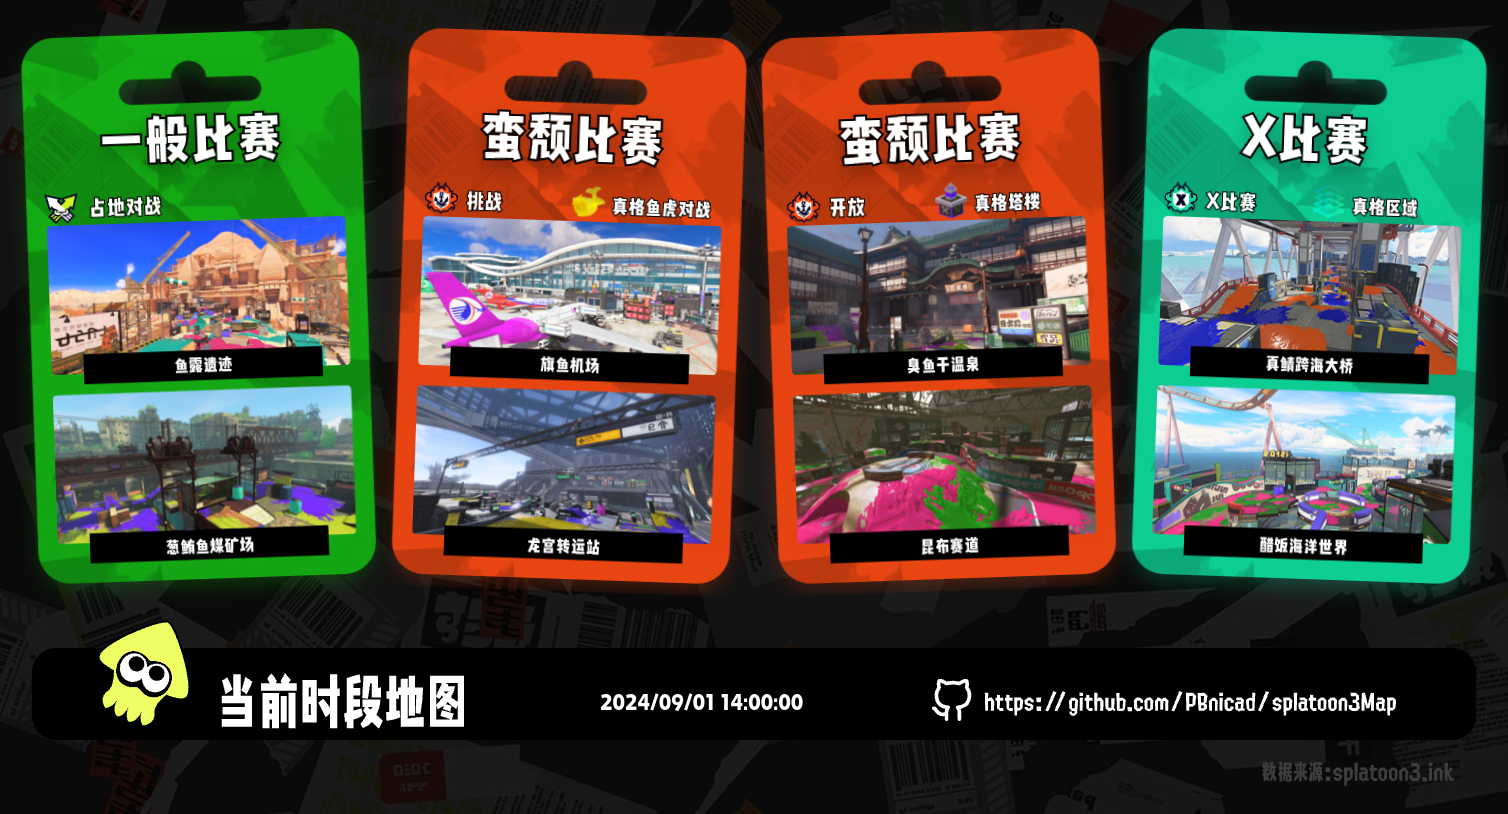 一般比赛
占地对战
鱼露遗迹
葱鲔鱼煤矿场
蛮颓比赛
挑战
真格鱼虎对战
旗鱼机场
龙宫转运站
蛮颓比赛
开放
真格塔楼
臭鱼干温泉
昆布赛道
X比赛
X比赛
真格区域
真鲭跨海大桥
醋饭海洋世界
当前时段地图
2024/09/01 14:00:00
https://github.com/PBnicad/splatoon3Map
数据来源:splatoon3.ink